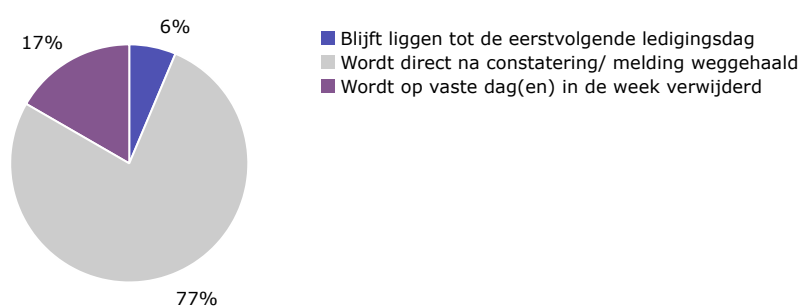 6%
17%
77%
Blijft liggen tot de eerstvolgende ledigingsdag
Wordt direct na constatering/ melding weggehaald
Wordt op vaste dag(en) in de week verwijderd